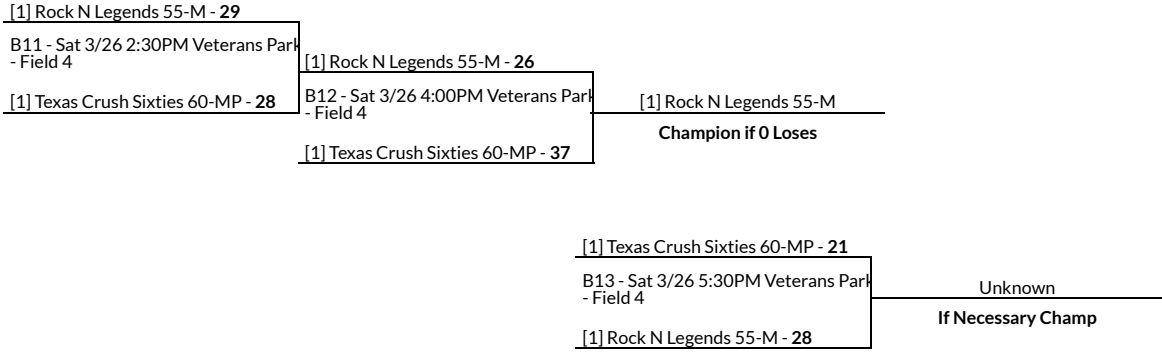 [1] Rock N Legends 55-M - 29
B11 - Sat 3/26 2:30PM Veterans Park
- Field 4
[1] Texas Crush Sixties 60-MP - 28
[1] Rock N Legends 55-M - 26
B12 - Sat 3/26 4:00PM Veterans Park
- Field 4
[1] Texas Crush Sixties 60-MP - 37
[1] Rock N Legends 55-M
Champion if 0 Loses
[1] Texas Crush Sixties 60-MP - 21
B13 - Sat 3/26 5:30PM Veterans Park
- Field 4
[1] Rock N Legends 55-M - 28
Unknown
If Necessary Champ